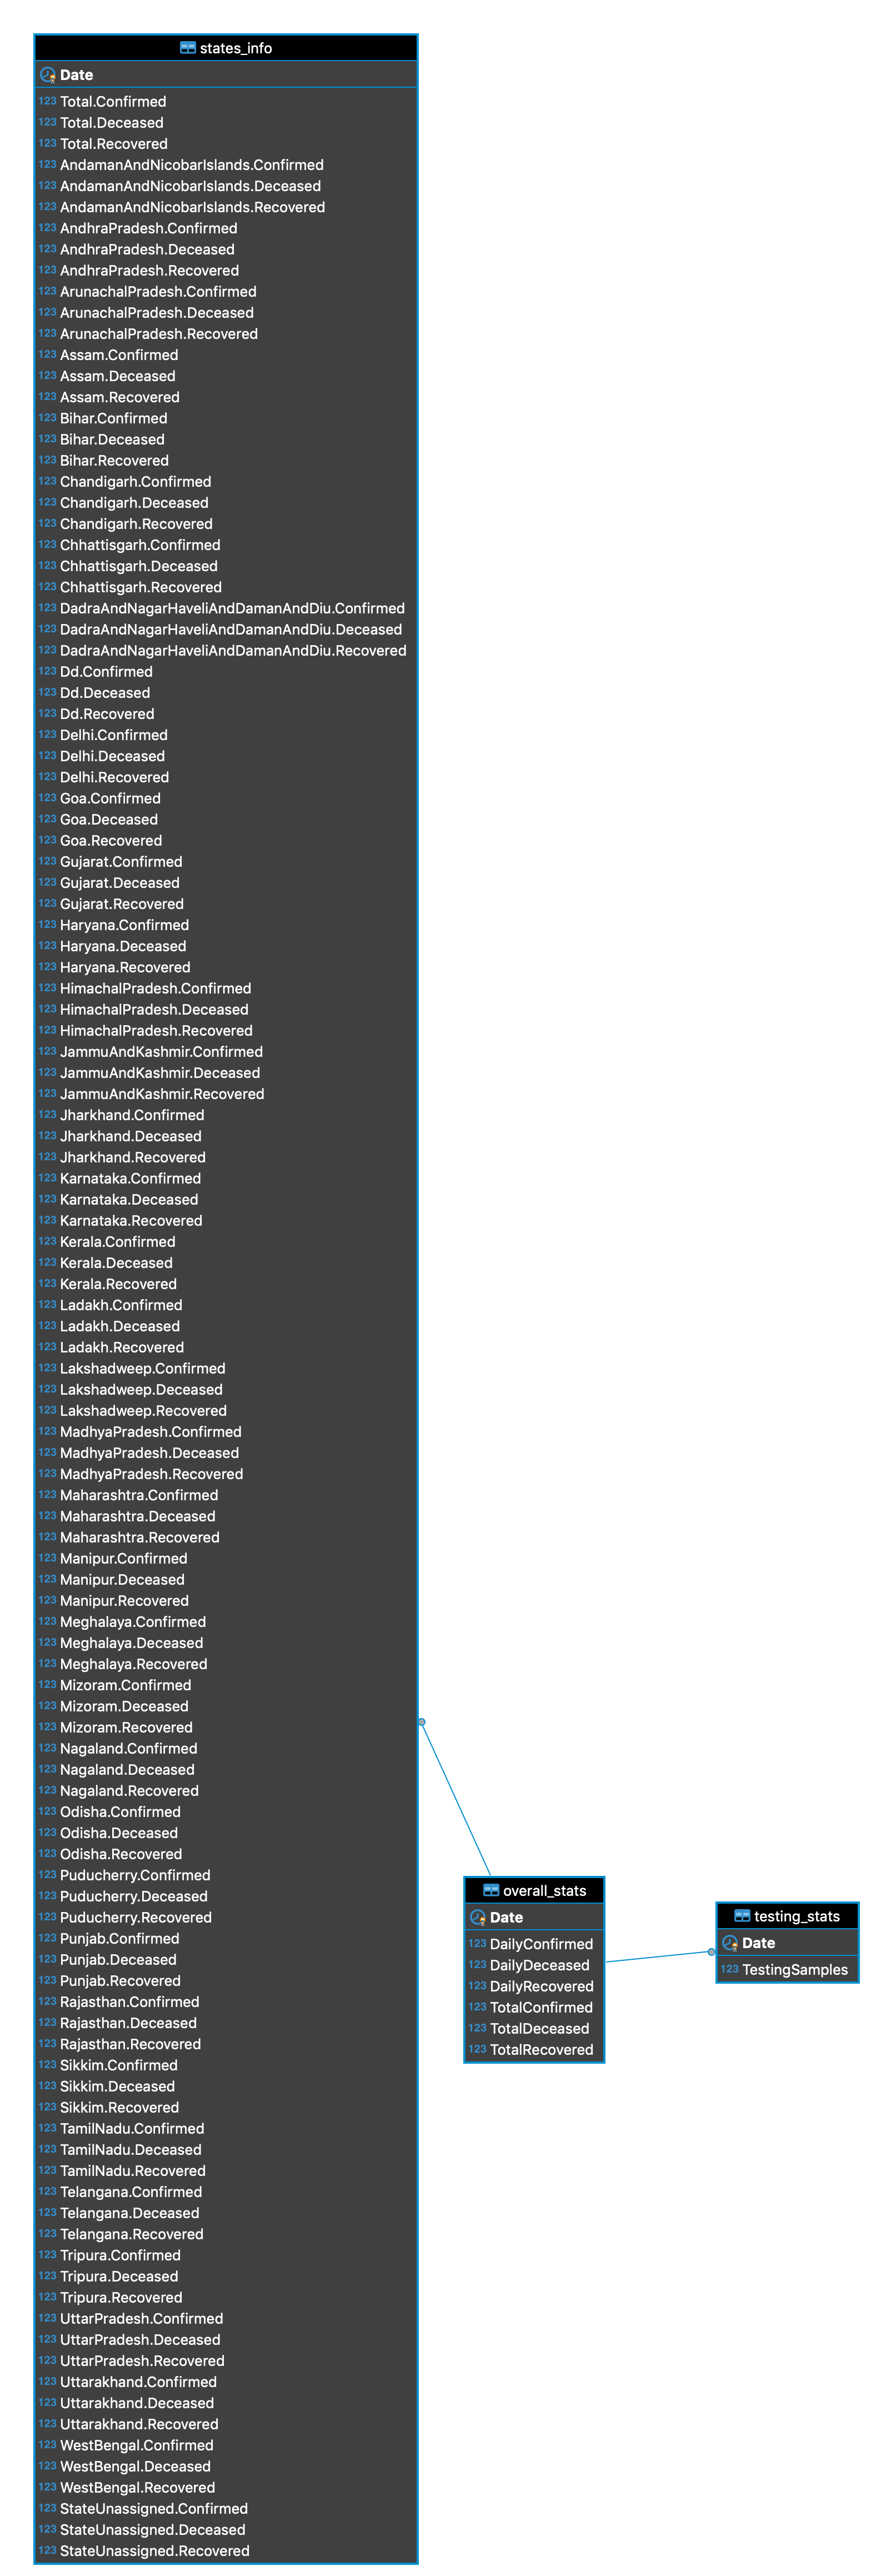 states_info
Date
123 Total.Confirmed
123 Total.Deceased
123 Total.Recovered
123 AndamanAndNicobarIslands.Confirmed
123 AndamanAndNicobarIslands.Deceased
123 AndamanAndNicobarIslands.Recovered
123 AndhraPradesh.Confirmed
123 AndhraPradesh.Deceased
123 AndhraPradesh.Recovered
123 ArunachalPradesh.Confirmed
123 ArunachalPradesh.Deceased
123 ArunachalPradesh.Recovered
123 Assam.Confirmed
123 Assam.Deceased
123 Assam.Recovered
123 Bihar.Confirmed
123 Bihar.Deceased
123 Bihar.Recovered
123 Chandigarh.Confirmed
123 Chandigarh.Deceased
123 Chandigarh.Recovered
123 Chhattisgarh.Confirmed
123 Chhattisgarh.Deceased
123 Chhattisgarh.Recovered
123 DadraAndNagarHaveliAndDamanAndDiu.Confirmed
123 DadraAndNagarHaveliAndDamanAndDiu.Deceased
123 DadraAndNagarHaveliAndDamanAndDiu.Recovered
123 Dd.Confirmed
123 Dd.Deceased
123 Dd.Recovered
123 Delhi.Confirmed
123 Delhi.Deceased
123 Delhi.Recovered
123 Goa.Confirmed
123 Goa.Deceased
123 Goa.Recovered
123 Gujarat.Confirmed
123 Gujarat.Deceased
123 Gujarat.Recovered
123 Haryana.Confirmed
123 Haryana.Deceased
123 Haryana.Recovered
123 HimachalPradesh.Confirmed
123 HimachalPradesh.Deceased
123 HimachalPradesh.Recovered
123 JammuAndKashmir.Confirmed
123 JammuAndKashmir.Deceased
123 JammuAndKashmir.Recovered
123 Jharkhand.Confirmed
123 Jharkhand.Deceased
123 Jharkhand.Recovered
123 Karnataka.Confirmed
123 Karnataka.Deceased
123 Karnataka.Recovered
123 Kerala.Confirmed
123 Kerala.Deceased
123 Kerala.Recovered
123 Ladakh.Confirmed
123 Ladakh.Deceased
123 Ladakh.Recovered
123 Lakshadweep.Confirmed
123 Lakshadweep.Deceased
123 Lakshadweep.Recovered
123 MadhyaPradesh.Confirmed
123 MadhyaPradesh.Deceased
123 MadhyaPradesh.Recovered
123 Maharashtra.Confirmed
123 Maharashtra.Deceased
123 Maharashtra.Recovered
123 Manipur.Confirmed
123 Manipur.Deceased
123 Manipur.Recovered
123 Meghalaya.Confirmed
123 Meghalaya.Deceased
123 Meghalaya.Recovered
123 Mizoram.Confirmed
123 Mizoram.Deceased
123 Mizoram.Recovered
123 Nagaland.Confirmed
123 Nagaland.Deceased
123 Nagaland.Recovered
123 Odisha.Confirmed
123 Odisha.Deceased
123 Odisha.Recovered
123 Puducherry.Confirmed
123 Puducherry.Deceased
123 Puducherry.Recovered
123 Punjab.Confirmed
123 Punjab.Deceased
123 Punjab.Recovered
123 Rajasthan.Confirmed
123 Rajasthan.Deceased
123 Rajasthan.Recovered
123 Sikkim.Confirmed
123 Sikkim.Deceased
123 Sikkim.Recovered
123 TamilNadu.Confirmed
123 TamilNadu.Deceased
123 TamilNadu.Recovered
123 Telangana.Confirmed
123 Telangana.Deceased
123 Telangana.Recovered
123 Tripura.Confirmed
123 Tripura.Deceased
123 Tripura.Recovered
123 UttarPradesh.Confirmed
123 UttarPradesh.Deceased
123 UttarPradesh.Recovered
123 Uttarakhand.Confirmed
123 Uttarakhand.Deceased
123 Uttarakhand.Recovered
123 WestBengal.Confirmed
123 WestBengal.Deceased
123 WestBengal.Recovered
123 StateUnassigned.Confirmed
123 StateUnassigned.Deceased
123 StateUnassigned.Recovered
overall_stats
Date
123 DailyConfirmed
123 DailyDeceased
123 DailyRecovered
123 TotalConfirmed
123 TotalDeceased
123 TotalRecovered
testing_stats
Date
123 TestingSamples